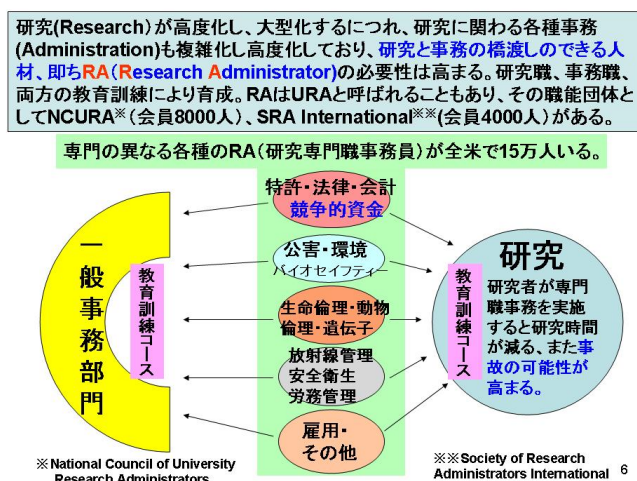 研究(Research)が高度化し、大型化するにつれ、研究に関わる各種事務
(Administration)も複雑化し高度化しており、研究と事務の橋渡しのできる人
材、即ちRA(Research Administrator)の必要性は高まる。研究職、事務職、
両方の教育訓練により育成。RAはURAと呼ばれることもあり、その職能団体と
してNCURA※(会員8000人)、SRA International※※(会員4000人)がある。
専門の異なる各種のRA(研究専門職事務員)が全米で15万人いる。
一般事務部門
教育訓練コース
特許・法律・会計
競争的資金
公害・環境
バイオセイフティー
生命倫理・動物
倫理・遺伝子
放射線管理
安全衛生
労務管理
雇用・
その他
教育訓練コース
研究
研究者が専門
職事務を実施
すると研究時間
が減る、また事
故の可能性が
高まる。
※National Council of University
Research Administrators
※※Society of Research
Administrators International
6